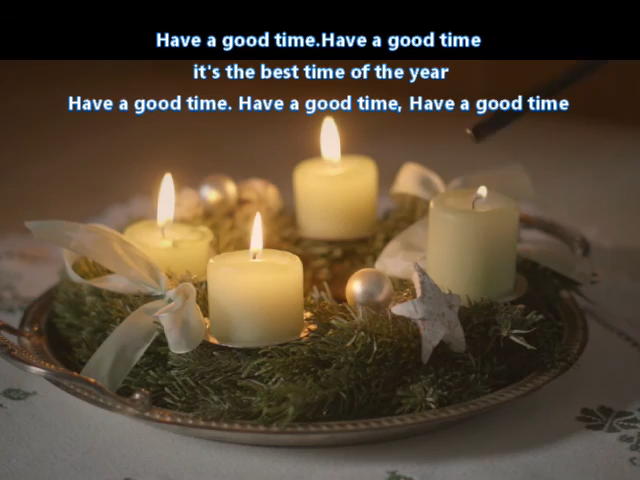 Have a good time.Have a good time
it's the best time of the year
Have a good time. Have a good time, Have a good time